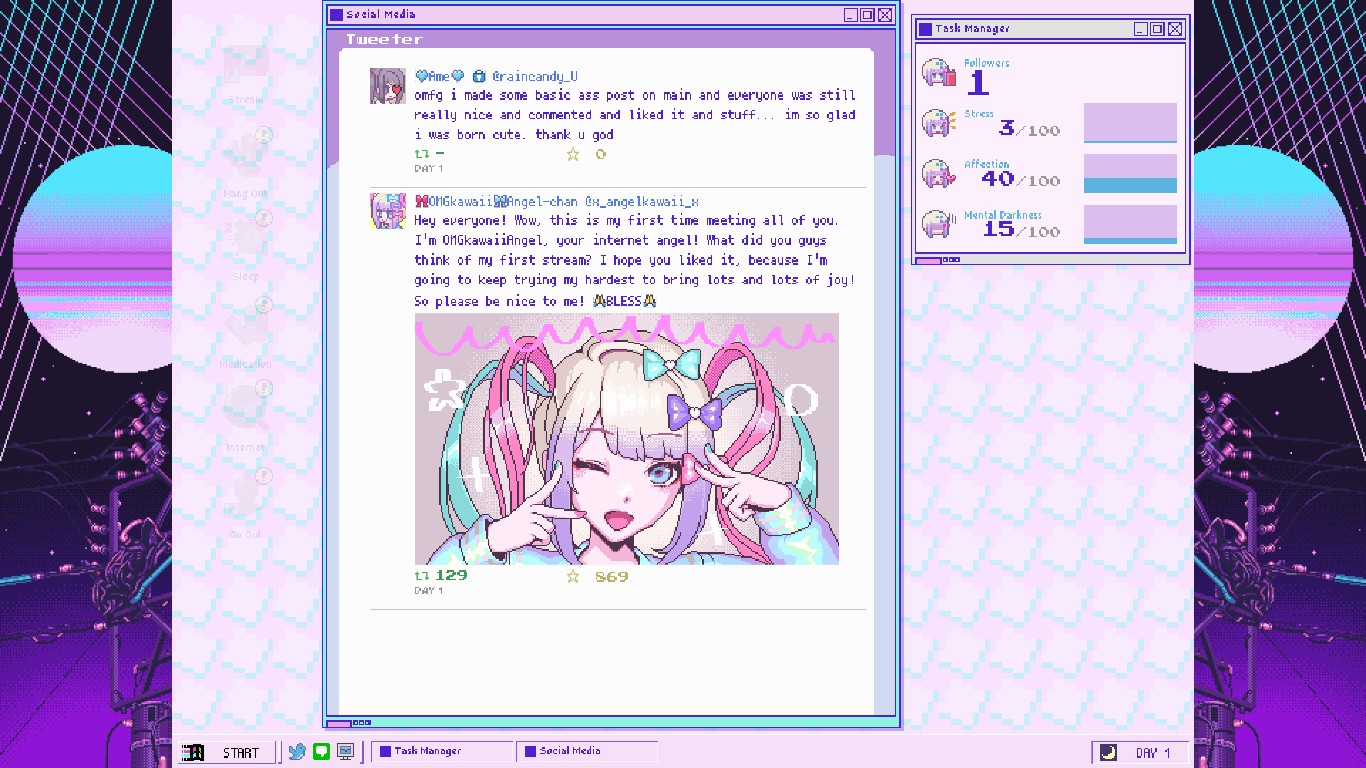 Social Media
Tweeter
Ame @raincandy_U
omfg i made some basic ass post on main and everyone was still
really nice and commented and liked it and stuff... im so glad
i was born cute. thank u god
- 0
DAY 1
OMGkawaiiAngel-chan @x_angelkawaii_x
Hey everyone! Wow, this is my first time meeting all of you.
I'm OMGkawaiiAngel, your internet angel! What did you guys
think of my first stream? I hope you liked it, because I'm
going to keep trying my hardest to bring lots and lots of joy!
So please be nice to me! 🙏BLESS🙏
129 869
DAY 1
Task Manager
Followers
1
Stress
3/100
Affection
40/100
Mental Darkness
15/100
Stream
Hang Out
Sleep
Medication
Internet
Go Out
START
Task Manager
Social Media
DAY 1